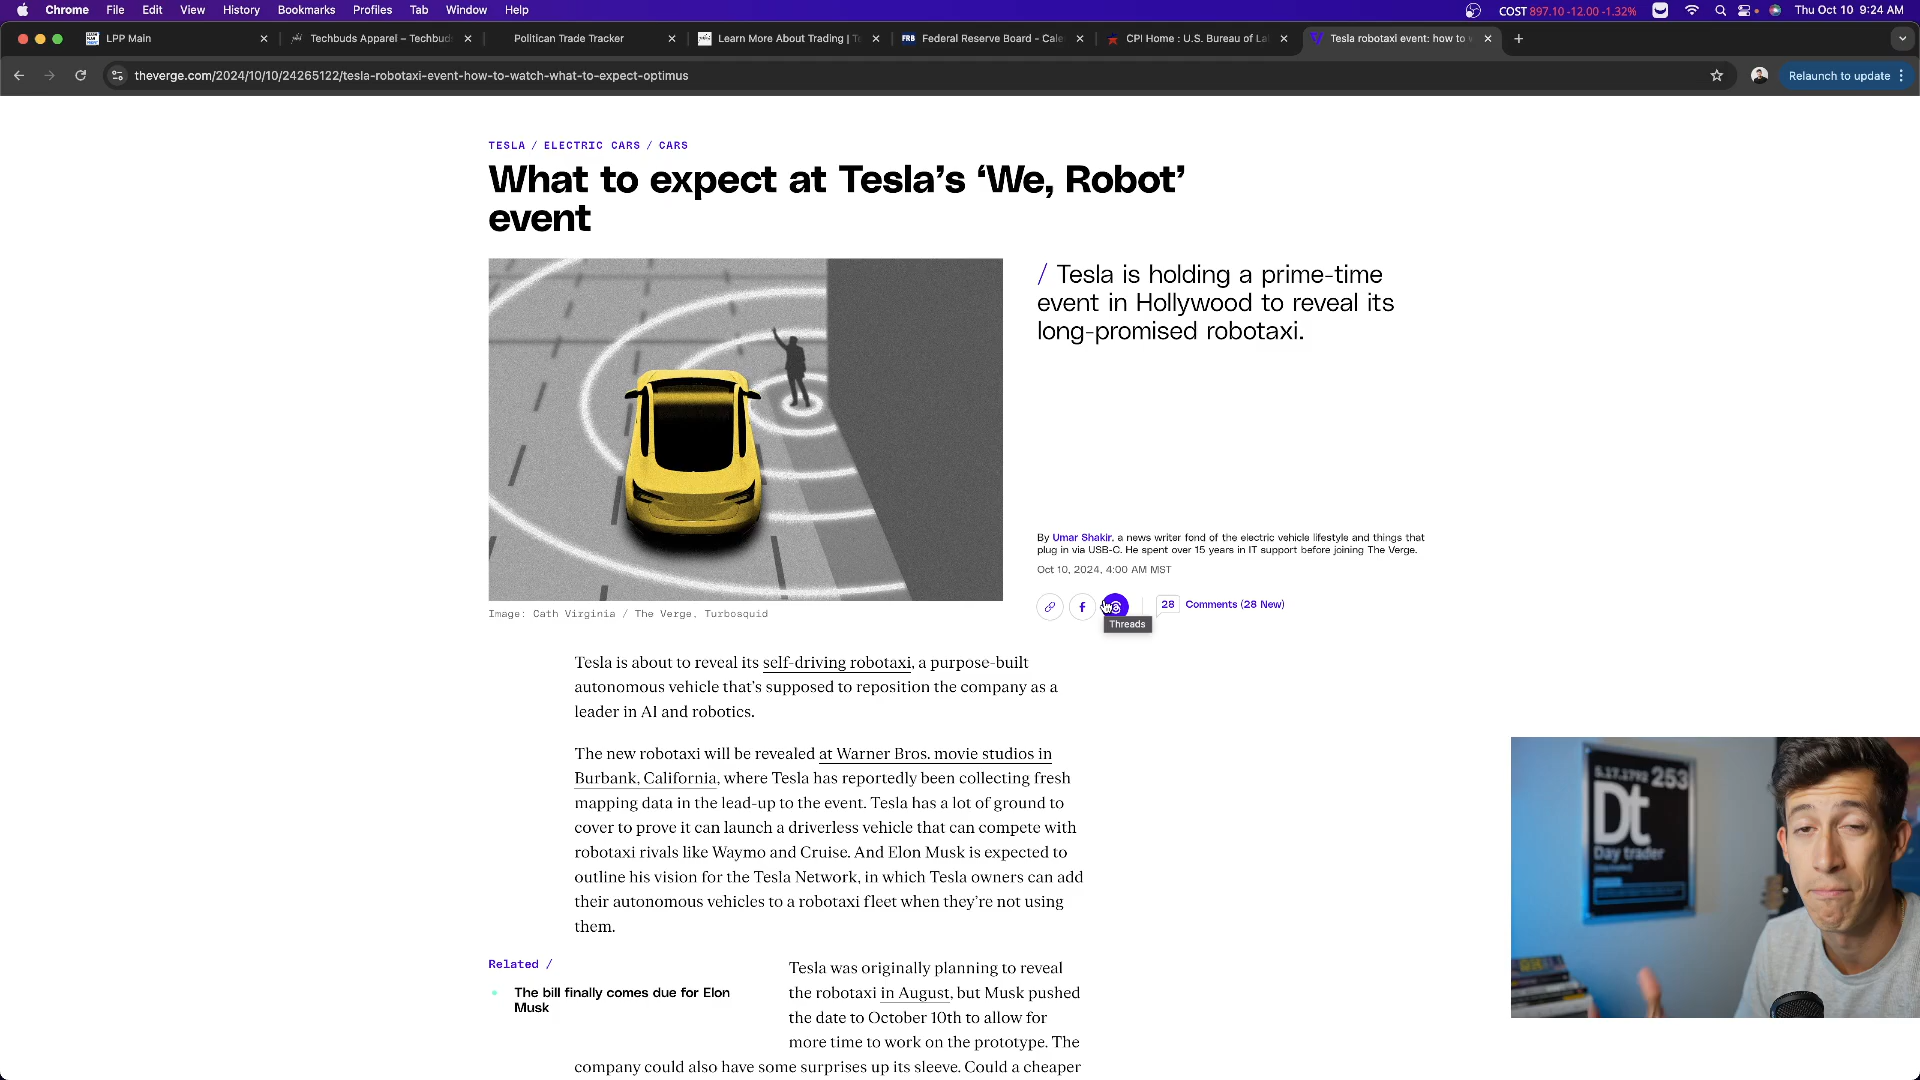 Chrome File Edit View History Bookmarks Profiles Tab Window Help COST 897.10 -12.00 -1.32% Thu Oct 10 9:24 AM
LPP Main Techbuds Apparel – Techbud Politican Trade Tracker Learn More About Trading | T FRB Federal Reserve Board - Cale CPI Home : U.S. Bureau of La Tesla robotaxi event: how to w
theverge.com/2024/10/10/24265122/tesla-robotaxi-event-how-to-watch-what-to-expect-optimus Relaunch to update
TESLA / ELECTRIC CARS / CARS
What to expect at Tesla’s ‘We, Robot’
event
/ Tesla is holding a prime-time
event in Hollywood to reveal its
long-promised robotaxi.
By Umar Shakir, a news writer fond of the electric vehicle lifestyle and things that
plug in via USB-C. He spent over 15 years in IT support before joining The Verge.
Oct 10, 2024, 4:00 AM MST
28 Comments (28 New)
Threads
Image: Cath Virginia / The Verge, Turbosquid
Tesla is about to reveal its self-driving robotaxi, a purpose-built
autonomous vehicle that’s supposed to reposition the company as a
leader in AI and robotics.
The new robotaxi will be revealed at Warner Bros. movie studios in
Burbank, California, where Tesla has reportedly been collecting fresh
mapping data in the lead-up to the event. Tesla has a lot of ground to
cover to prove it can launch a driverless vehicle that can compete with
robotaxi rivals like Waymo and Cruise. And Elon Musk is expected to
outline his vision for the Tesla Network, in which Tesla owners can add
their autonomous vehicles to a robotaxi fleet when they’re not using
them.
Related /
The bill finally comes due for Elon
Musk
Tesla was originally planning to reveal
the robotaxi in August, but Musk pushed
the date to October 10th to allow for
more time to work on the prototype. The
company could also have some surprises up its sleeve. Could a cheaper
5.17.1792 253
Dt
Day trader